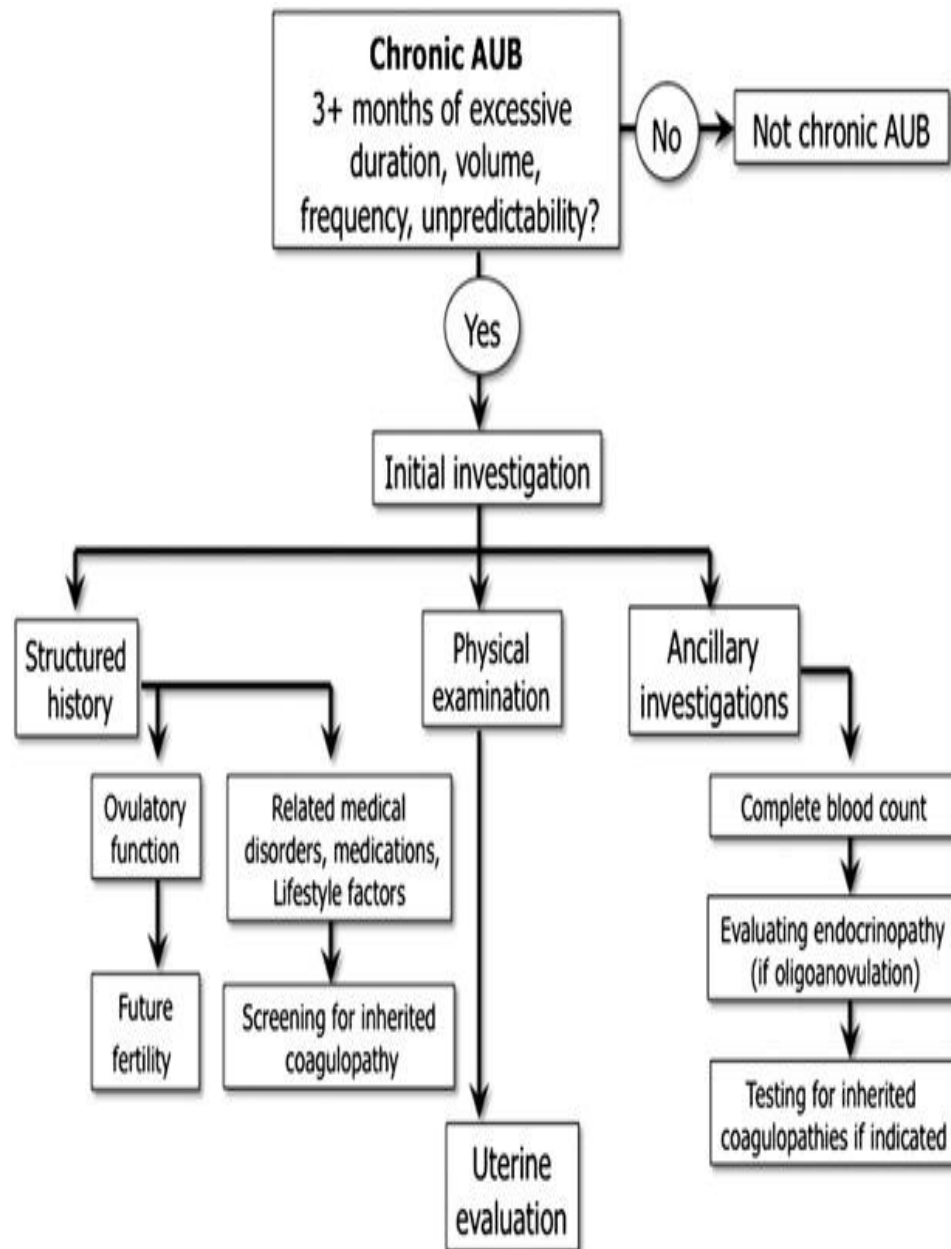 Chronic AUB
3+ months of excessive
duration, volume,
frequency, unpredictability?
No
Not chronic AUB
Yes
Initial investigation
Structured
history
Physical
examination
Ancillary
investigations
Ovulatory
function
Related medical
disorders, medications,
Lifestyle factors
Complete blood count
Future
fertility
Screening for inherited
coagulopathy
Evaluating endocrinopathy
(if oligoanovulation)
Testing for inherited
coagulopathies if indicated
Uterine
evaluation